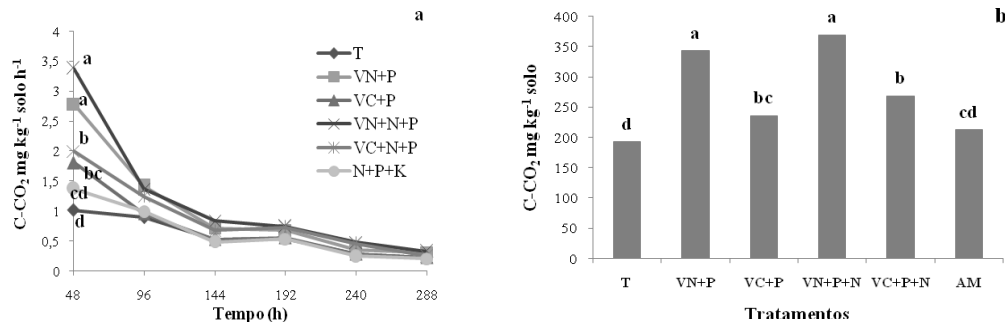 a
C-CO₂ mg kg⁻¹ solo h⁻¹
4
3,5
3
2,5
2
1,5
1
0,5
0
a
a
b
bc
cd
d
T
VN+P
VC+P
VN+N+P
VC+N+P
N+P+K
48 96 144 192 240 288
Tempo (h)
b
C-CO₂ mg kg⁻¹ solo
400
350
300
250
200
150
100
50
0
d a bc a b cd
T VN+P VC+P VN+P+N VC+P+N AM
Tratamentos